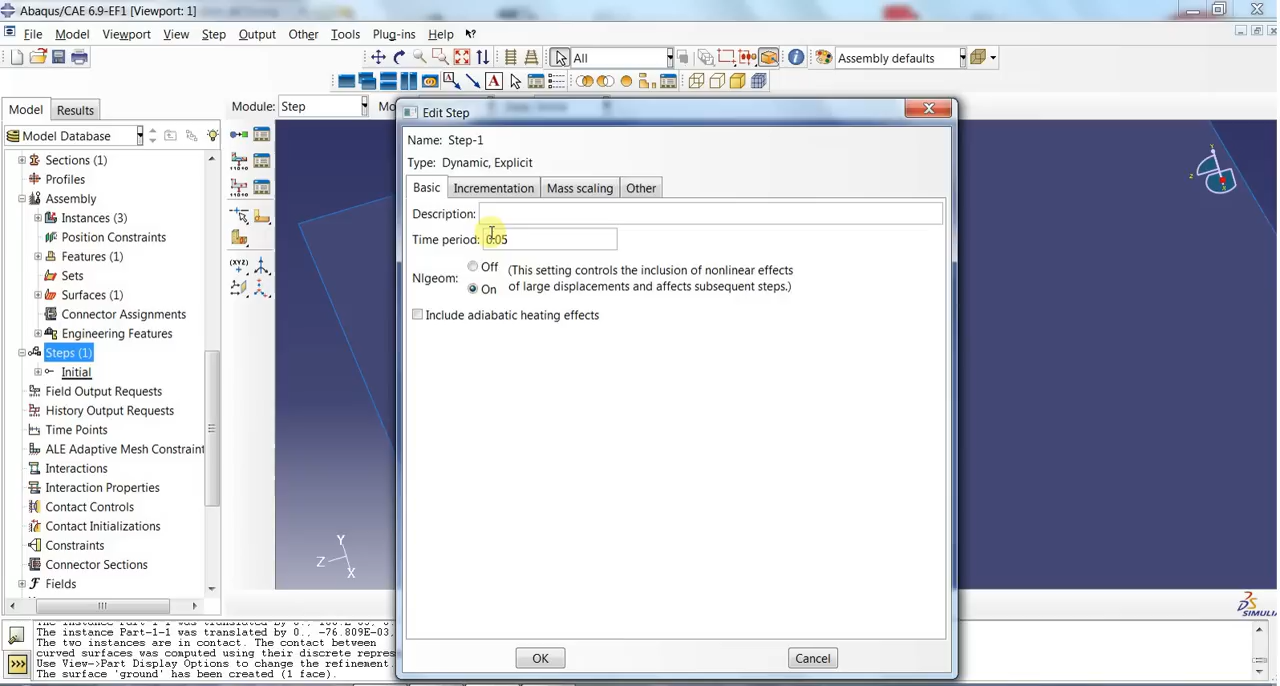 Abaqus/CAE 6.9-EF1 [Viewport: 1]
File Model Viewport View Step Output Other Tools Plug-ins Help
All
Assembly defaults
Model Results
Module: Step
Model Database
Edit Step
Name: Step-1
Type: Dynamic, Explicit
Basic Incrementation Mass scaling Other
Description:
Time period: 0.05
Nlgeom:
Off
On
(This setting controls the inclusion of nonlinear effects
of large displacements and affects subsequent steps.)
Include adiabatic heating effects
OK Cancel
Sections (1)
Profiles
Assembly
Instances (3)
Position Constraints
Features (1)
Sets
Surfaces (1)
Connector Assignments
Engineering Features
Steps (1)
Initial
Field Output Requests
History Output Requests
Time Points
ALE Adaptive Mesh Constraint
Interactions
Interaction Properties
Contact Controls
Contact Initializations
Constraints
Connector Sections
Fields
Y
Z
X
SIMULI
The instance Part-1-1 was translated by 0., -76.809E-03,
The two instances are in contact. The contact between
curved surfaces was computed using their discrete repres
Use View->Part Display Options to change the refinement.
The surface 'ground' has been created (1 face).